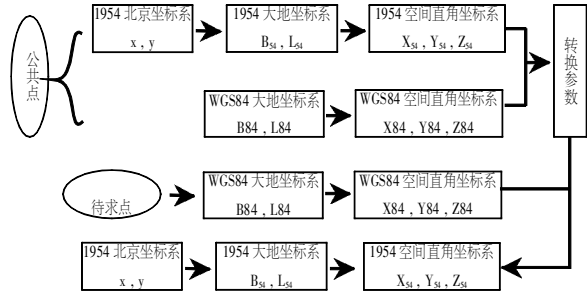 公共点
1954 北京坐标系
x , y
1954 大地坐标系
B₅₄ , L₅₄
1954 空间直角坐标系
X₅₄ , Y₅₄ , Z₅₄
转换参数
WGS84 大地坐标系
B84 , L84
WGS84 空间直角坐标系
X84 , Y84 , Z84
待求点
WGS84 大地坐标系
B84 , L84
WGS84 空间直角坐标系
X84 , Y84 , Z84
1954 北京坐标系
x , y
1954 大地坐标系
B₅₄ , L₅₄
1954 空间直角坐标系
X₅₄ , Y₅₄ , Z₅₄